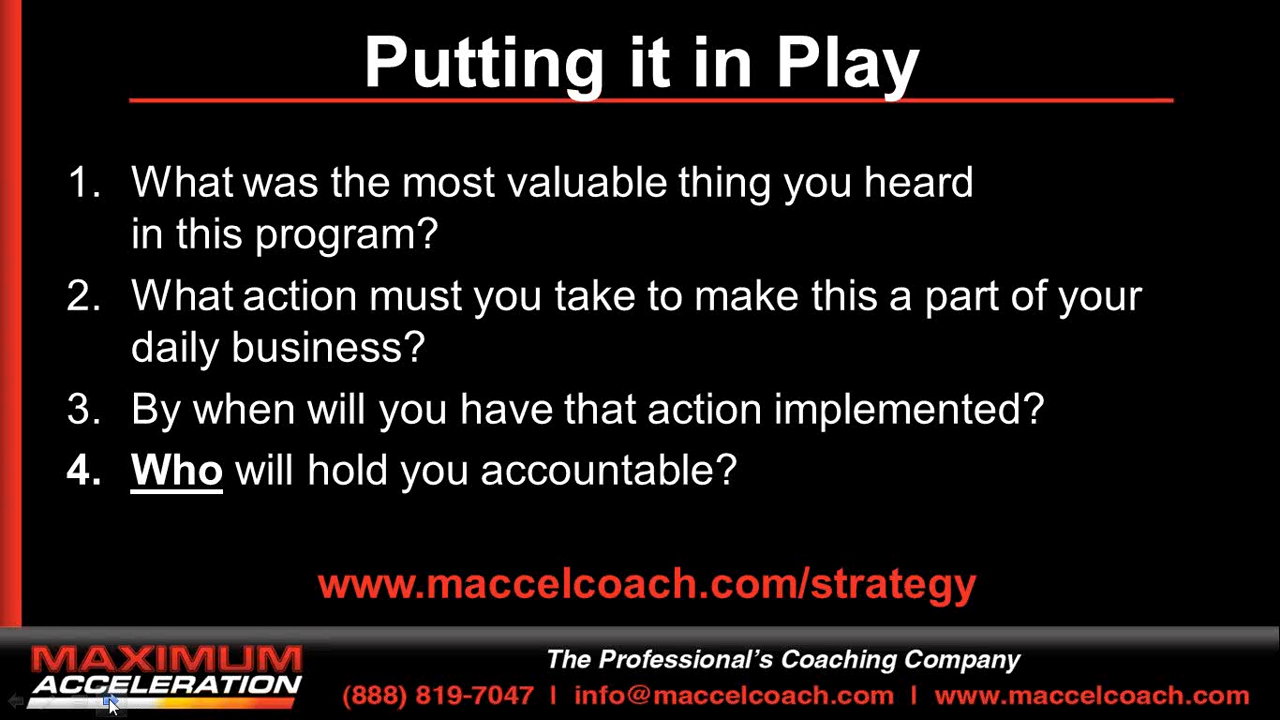 Putting it in Play
1. What was the most valuable thing you heard
in this program?
2. What action must you take to make this a part of your
daily business?
3. By when will you have that action implemented?
4. Who will hold you accountable?
www.maccelcoach.com/strategy
MAXIMUM
ACCELERATION
The Professional's Coaching Company
(888) 819-7047 | info@maccelcoach.com | www.maccelcoach.com